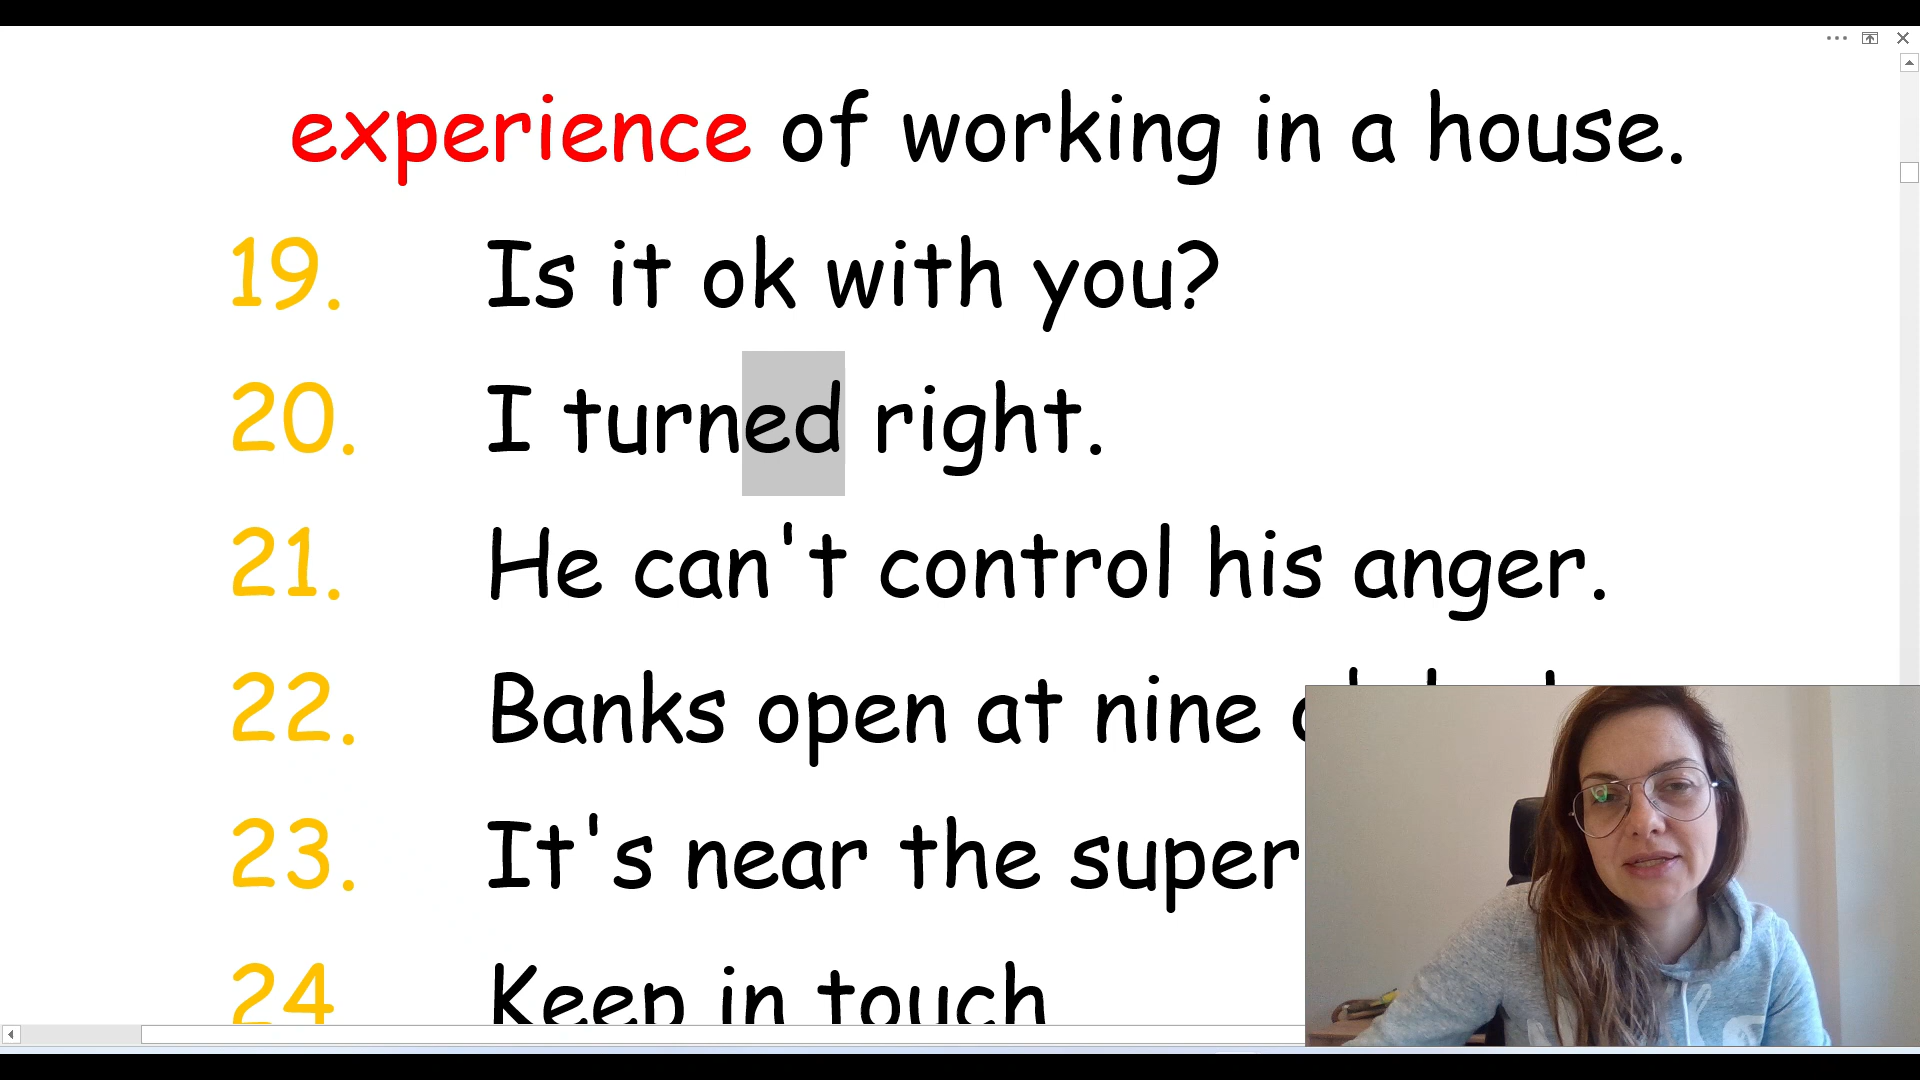 experience of working in a house.
19. Is it ok with you?
20. I turned right.
21. He can't control his anger.
22. Banks open at nine
23. It's near the super
24 Keep in touch